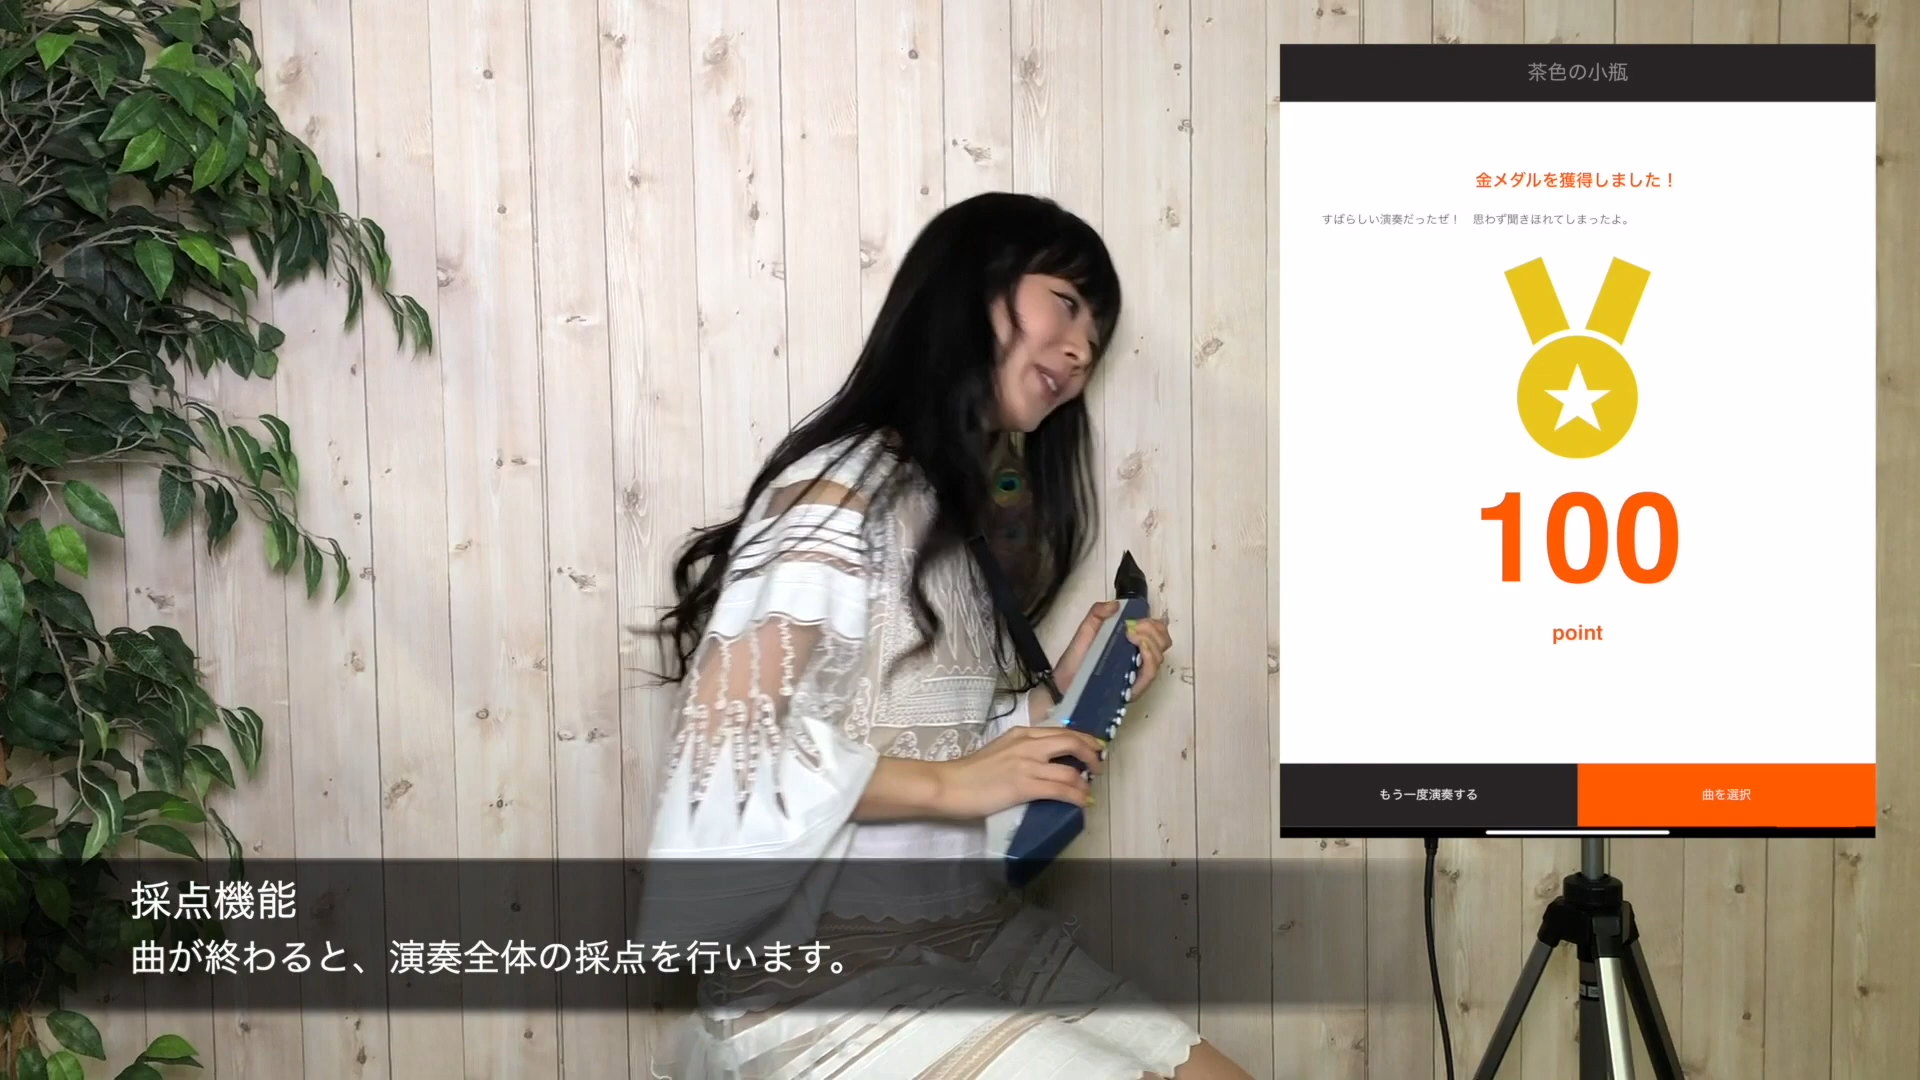 茶色の小瓶
金メダルを獲得しました！
すばらしい演奏だったぜ！　思わず聞きほれてしまったよ。
100
point
もう一度演奏する
曲を選択
採点機能
曲が終わると、演奏全体の採点を行います。